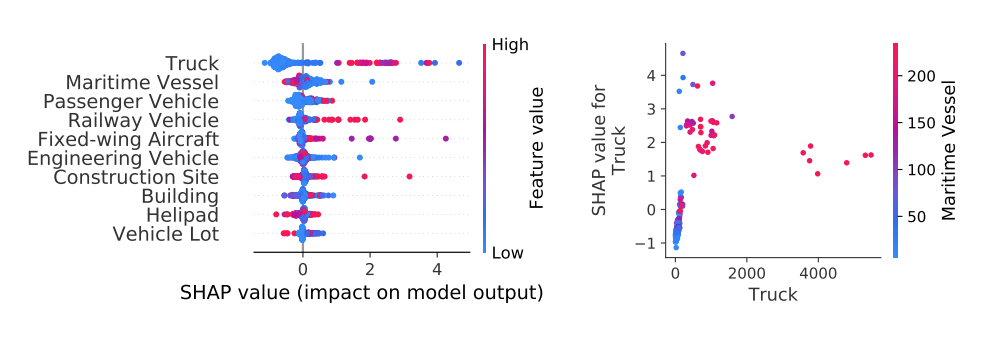 Truck
Maritime Vessel
Passenger Vehicle
Railway Vehicle
Fixed-wing Aircraft
Engineering Vehicle
Construction Site
Building
Helipad
Vehicle Lot
0 2 4
SHAP value (impact on model output)
High
Feature value
Low
SHAP value for
Truck
4
3
2
1
0
−1
0 2000 4000
Truck
200
150
100
50
Maritime Vessel